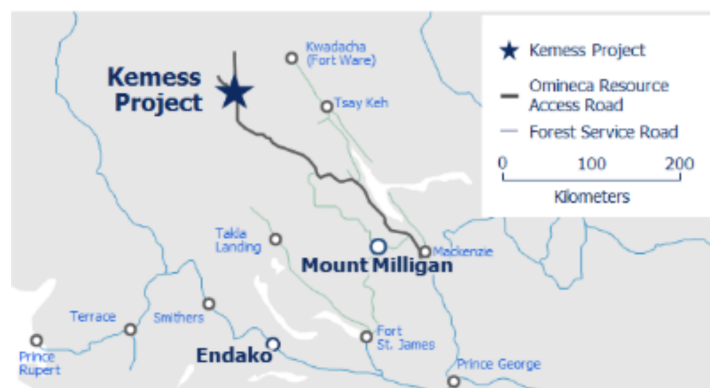 Kwadacha
(Fort Ware)
Kemess
Project
Tsay Keh
Kemess Project
Omineca Resource
Access Road
Forest Service Road
0 100 200
Kilometers
Takla
Landing
Mackenzie
Mount Milligan
Terrace
Smithers
Prince
Rupert
Endako
Fort
St. James
Prince George